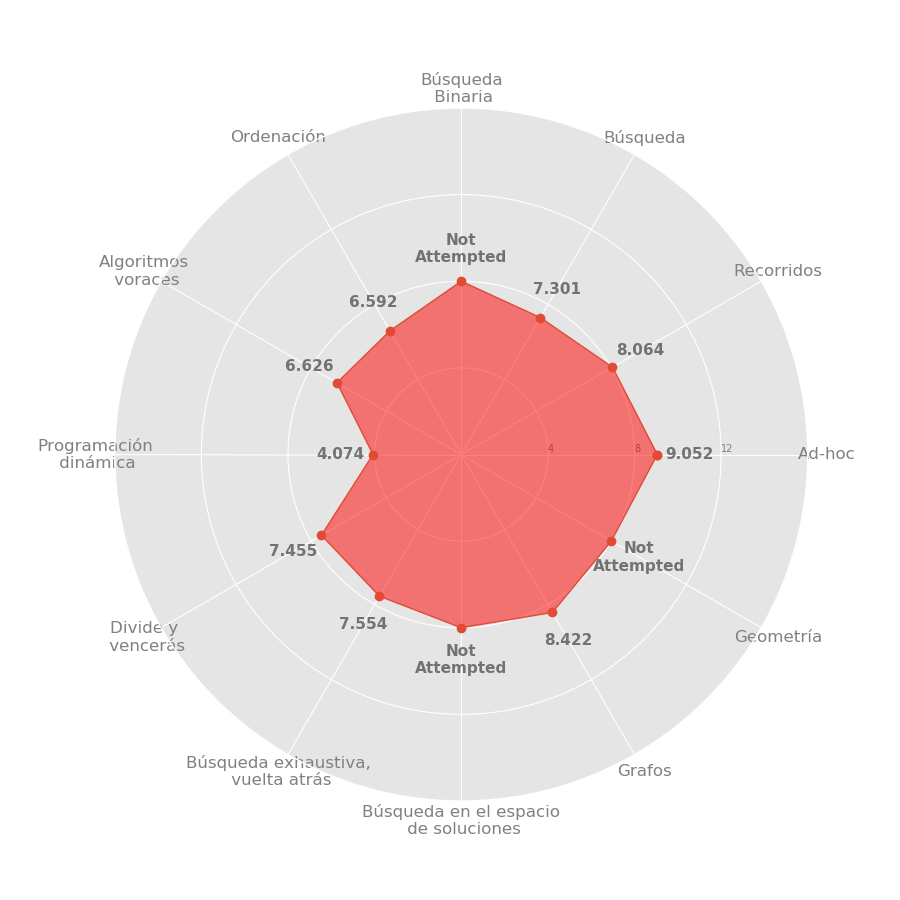 Búsqueda
Binaria
Ordenación
Búsqueda
Not
Attempted
Algoritmos
voraces
Recorridos
6.592
7.301
6.626
8.064
Programación
dinámica
4.074
4
8
12
9.052
Ad-hoc
7.455
Not
Attempted
7.554
8.422
Divide y
vencerás
Geometría
Not
Attempted
Búsqueda exhaustiva,
vuelta atrás
Grafos
Búsqueda en el espacio
de soluciones